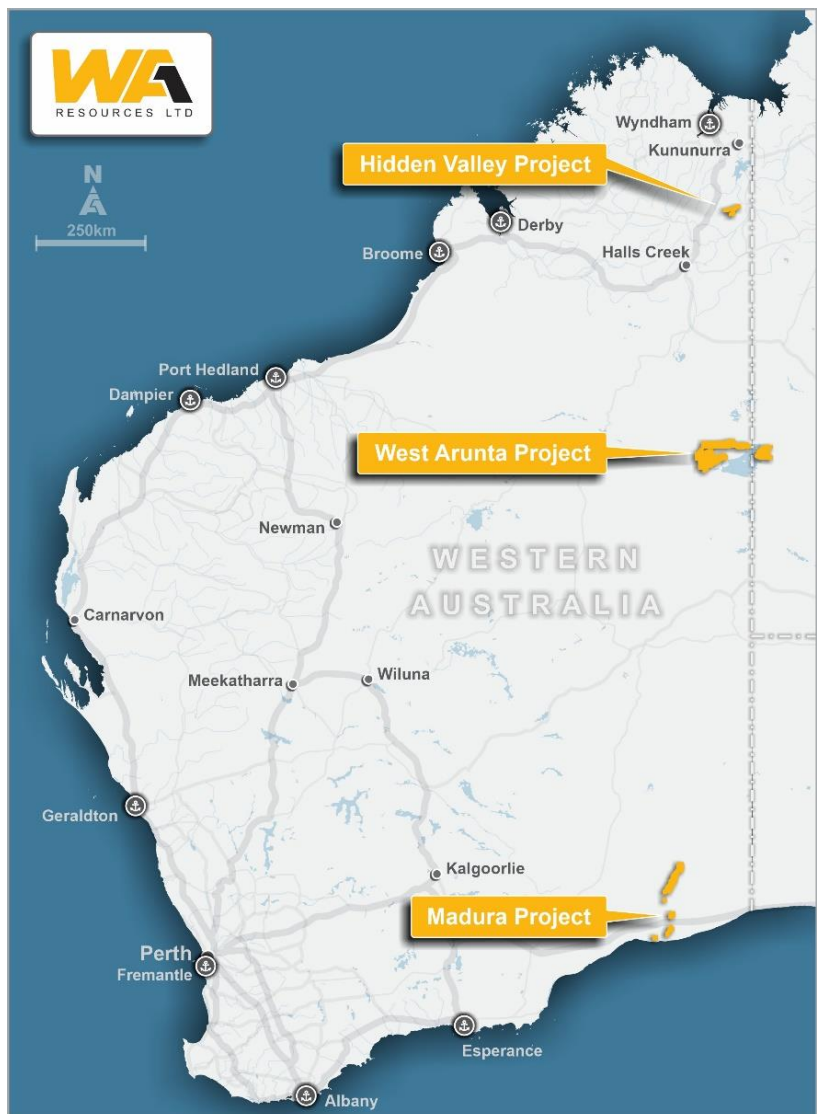 WA
RESOURCES LTD
N
250km
Wyndham
Kununurra
Hidden Valley Project
Derby
Broome
Halls Creek
Port Hedland
Dampier
West Arunta Project
Newman
WESTERN
AUSTRALIA
Carnarvon
Meekatharra
Wiluna
Geraldton
Kalgoorlie
Madura Project
Perth
Fremantle
Esperance
Albany